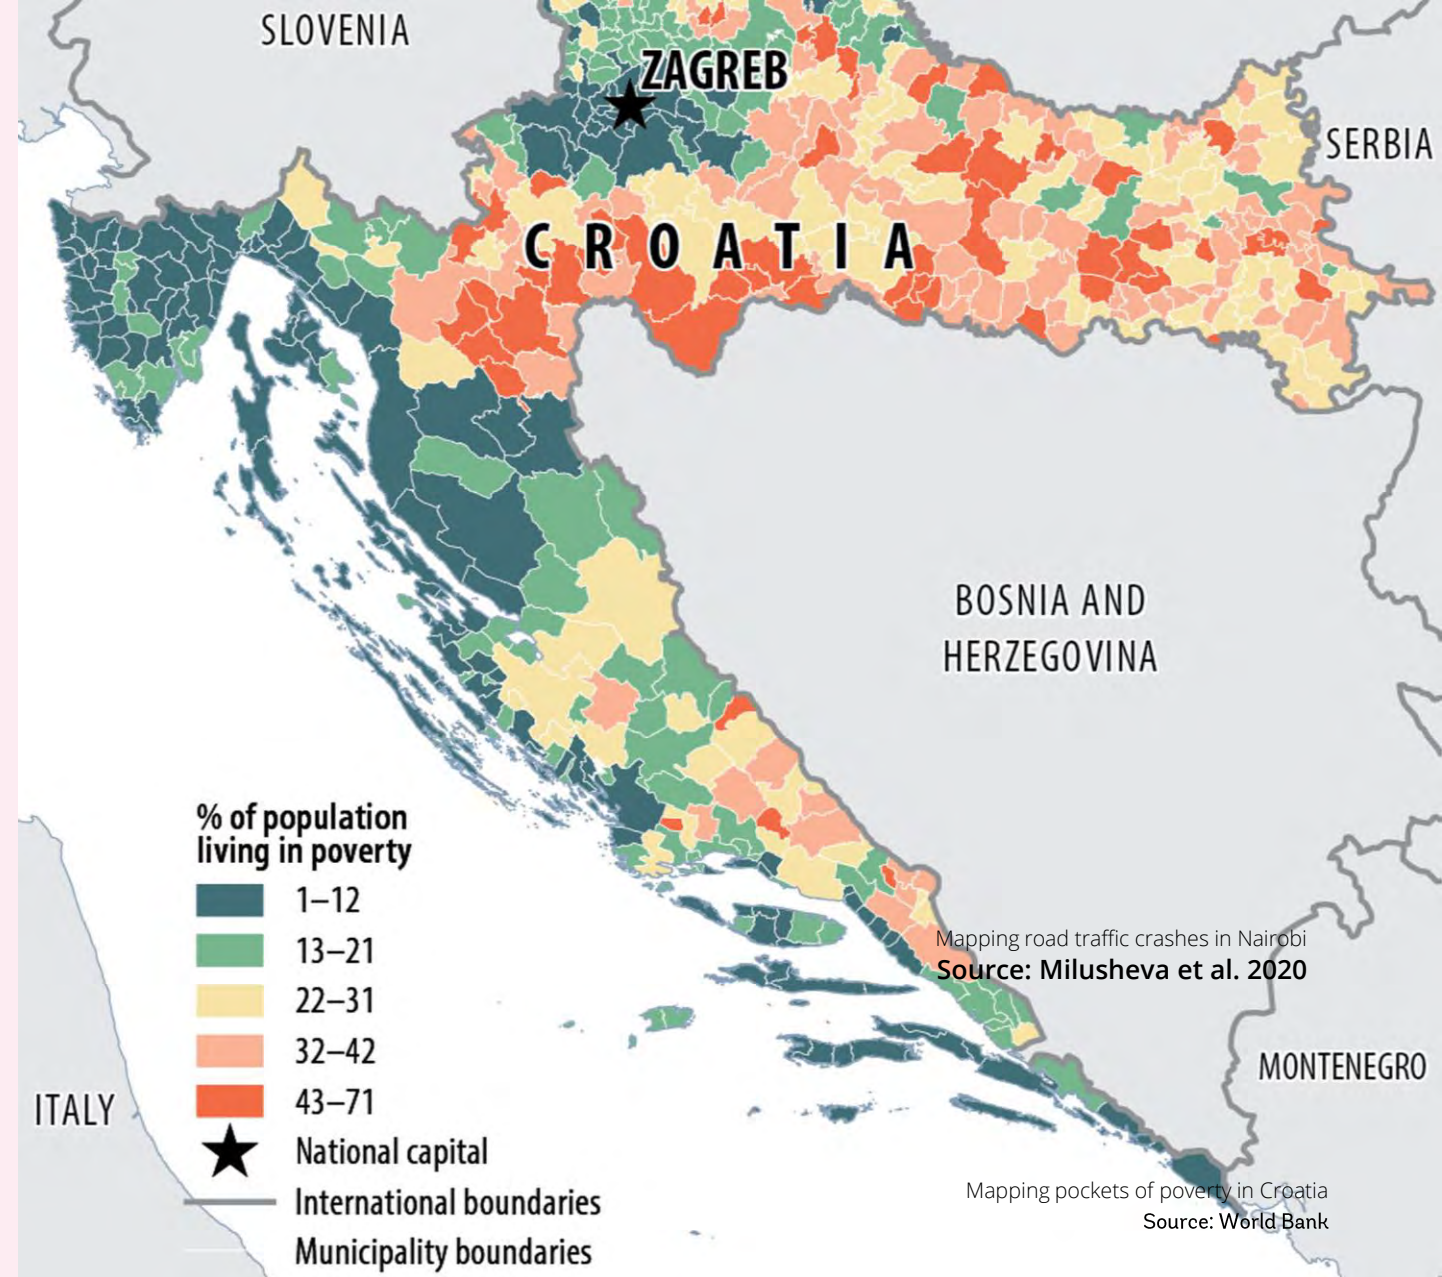 SLOVENIA
ZAGREB
SERBIA
CROATIA
BOSNIA AND
HERZEGOVINA
% of population
living in poverty
1–12
13–21
22–31
32–42
43–71
National capital
International boundaries
Municipality boundaries
Mapping road traffic crashes in Nairobi
Source: Milusheva et al. 2020
MONTENEGRO
ITALY
Mapping pockets of poverty in Croatia
Source: World Bank